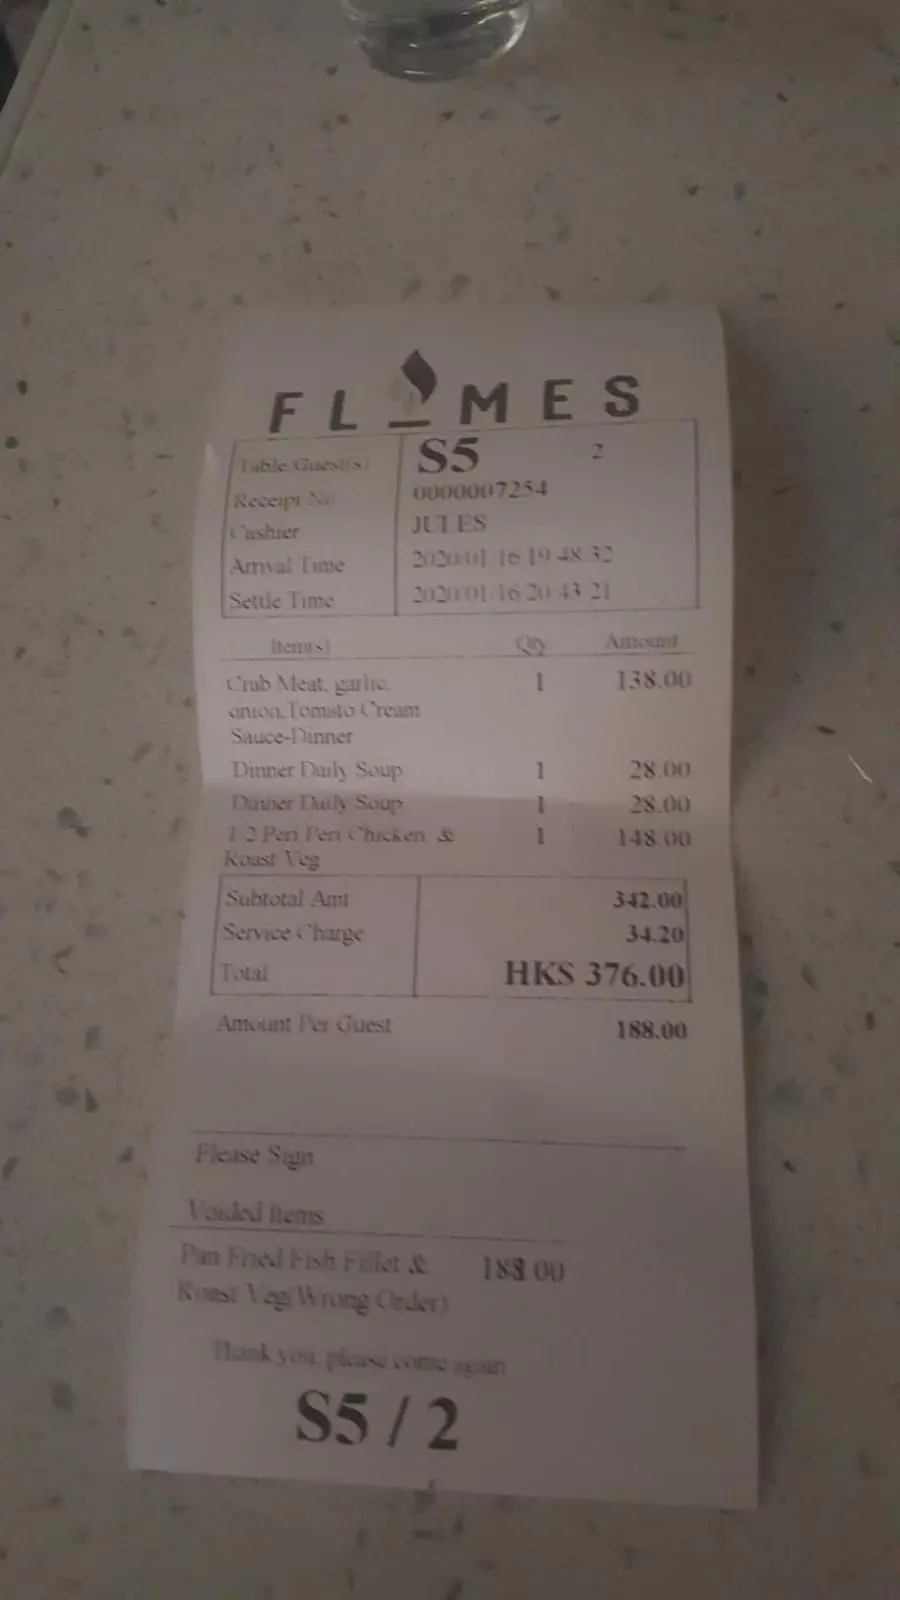 FLAMES
Table/Guest(s) S5 2
Receipt No 0000007254
Cashier JULES
Arrival Time 2020/01/16 19:48:32
Settle Time 2020/01/16 20:43:21
Item(s) Qty Amount
Crab Meat, garlic, 1 138.00
onion,Tomato Cream
Sauce-Dinner
Dinner Daily Soup 1 28.00
Dinner Daily Soup 1 28.00
1/2 Peri Peri Chicken & 1 148.00
Roast Veg
Subtotal Amt 342.00
Service Charge 34.20
Total HK$ 376.00
Amount Per Guest 188.00
Please Sign
Voided Items
Pan Fried Fish Fillet & 188.00
Roast Veg(Wrong Order)
Thank you, please come again
S5 / 2